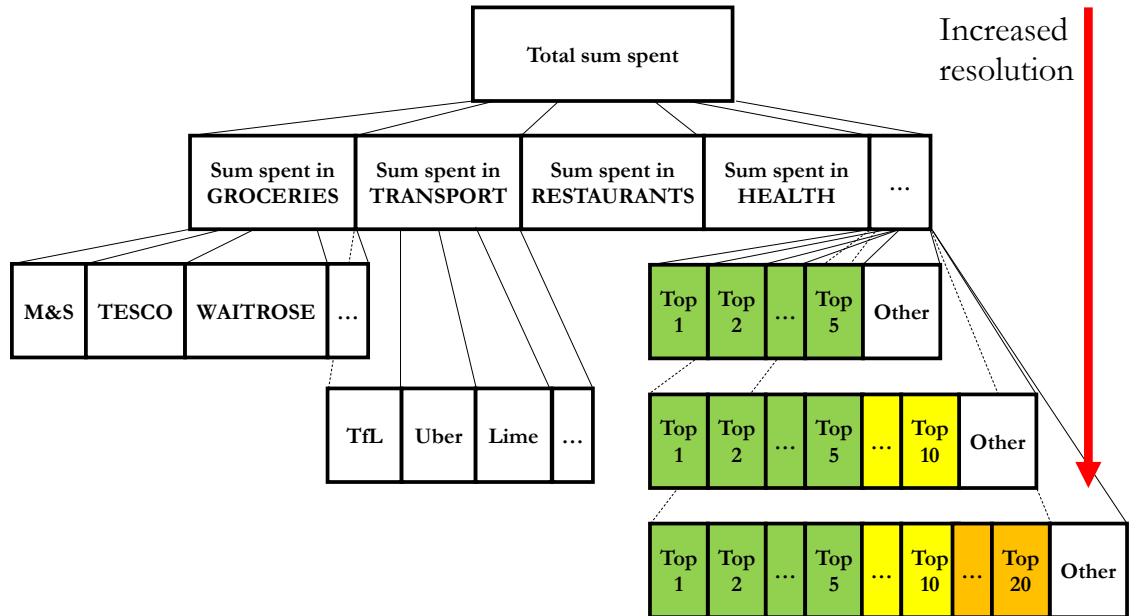 Total sum spent
Increased
resolution
Sum spent in
GROCERIES
Sum spent in
TRANSPORT
Sum spent in
RESTAURANTS
Sum spent in
HEALTH
...
M&S
TESCO
WAITROSE
...
Top
1
Top
2
...
Top
5
Other
TfL
Uber
Lime
...
Top
1
Top
2
...
Top
5
...
Top
10
Other
Top
1
Top
2
...
Top
5
...
Top
10
...
Top
20
Other